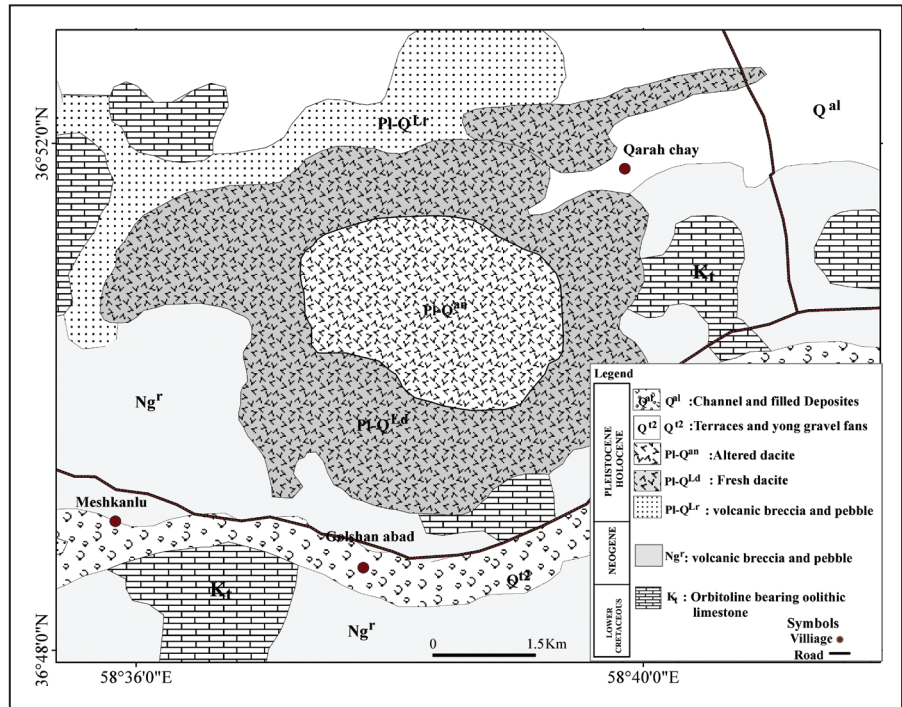 36°52'0"N
36°48'0"N
58°36'0"E
58°40'0"E
Pl-Q^Lr
Q^al
Qarah chay
K_t
Pl-Q^an
Ng^r
Pl-Q^Ld
Meshkanlu
Golshan abad
Q^t2
K_t
Ng^r
0 1.5Km
Legend
PLEISTOCENE
HOLOCENE
NEOGENE
LOWER
CRETACEOUS
Q^al Q^al :Channel and filled Deposites
Q^t2 Q^t2 :Terraces and yong gravel fans
Pl-Q^an :Altered dacite
Pl-Q^Ld : Fresh dacite
Pl-Q^Lr : volcanic breccia and pebble
Ng^r: volcanic breccia and pebble
K_t : Orbitoline bearing oolithic
limestone
Symbols
Villiage
Road